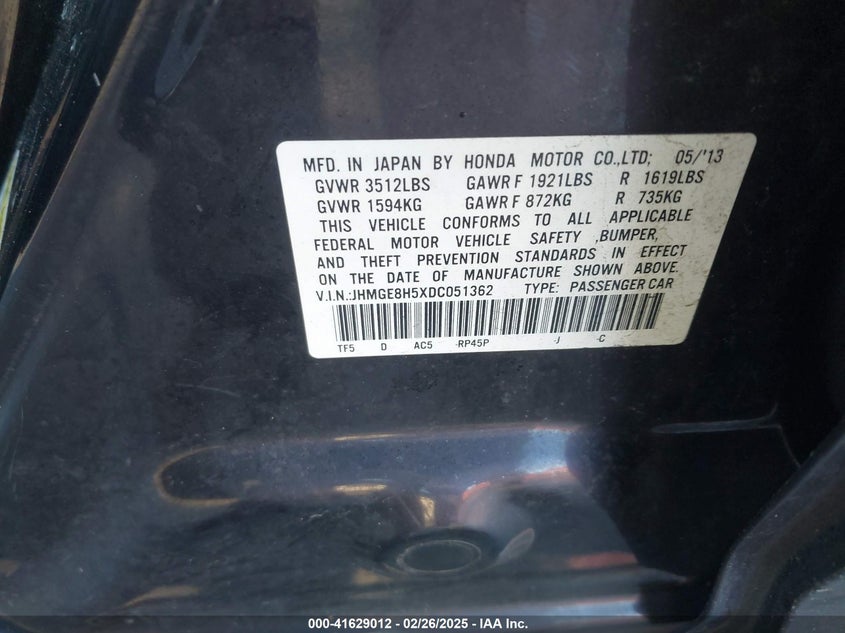 MFD. IN JAPAN BY HONDA MOTOR CO.,LTD; 05/'13
GVWR 3512LBS GAWR F 1921LBS R 1619LBS
GVWR 1594KG GAWR F 872KG R 735KG
THIS VEHICLE CONFORMS TO ALL APPLICABLE
FEDERAL MOTOR VEHICLE SAFETY ,BUMPER,
AND THEFT PREVENTION STANDARDS IN EFFECT
ON THE DATE OF MANUFACTURE SHOWN ABOVE.
V.I.N.:JHMGE8H5XDC051362 TYPE: PASSENGER CAR
TF5 D AC5 -RP45P -J -C
000-41629012 - 02/26/2025 - IAA Inc.